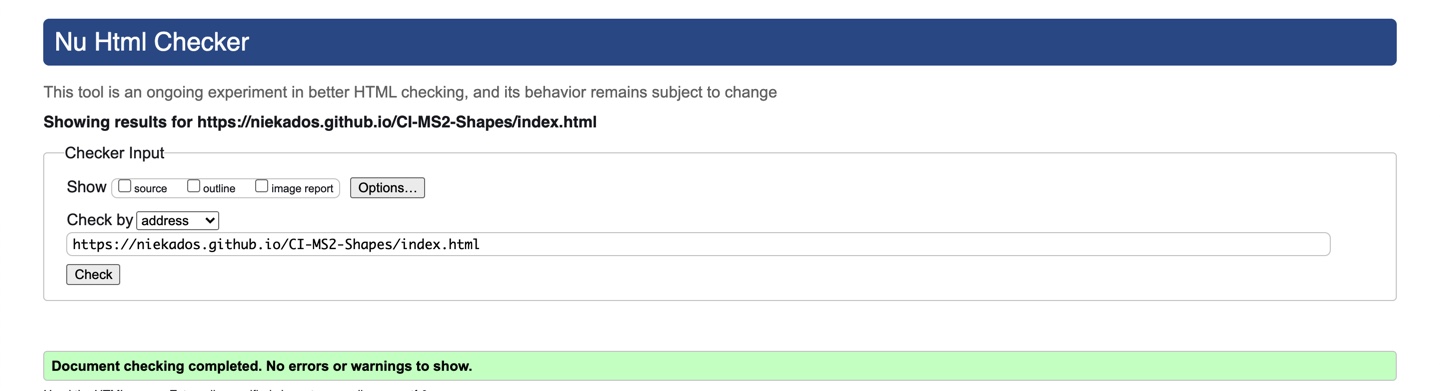 Nu Html Checker
This tool is an ongoing experiment in better HTML checking, and its behavior remains subject to change
Showing results for https://niekados.github.io/CI-MS2-Shapes/index.html
Checker Input
Show source outline image report Options...
Check by address
https://niekados.github.io/CI-MS2-Shapes/index.html
Check
Document checking completed. No errors or warnings to show.